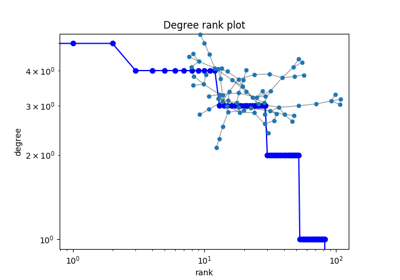 Degree rank plot
degree
4 × 10⁰
3 × 10⁰
2 × 10⁰
10⁰
10⁰
10¹
10²
rank